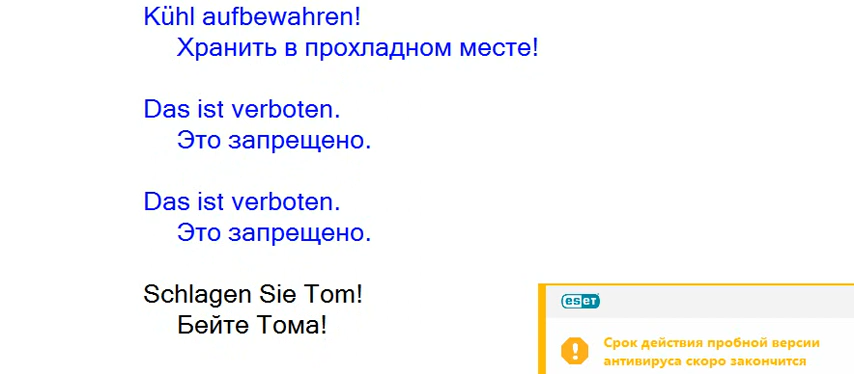 Kühl aufbewahren!
Хранить в прохладном месте!
Das ist verboten.
Это запрещено.
Das ist verboten.
Это запрещено.
Schlagen Sie Tom!
Бейте Тома!
eset
Срок действия пробной версии
антивируса скоро закончится